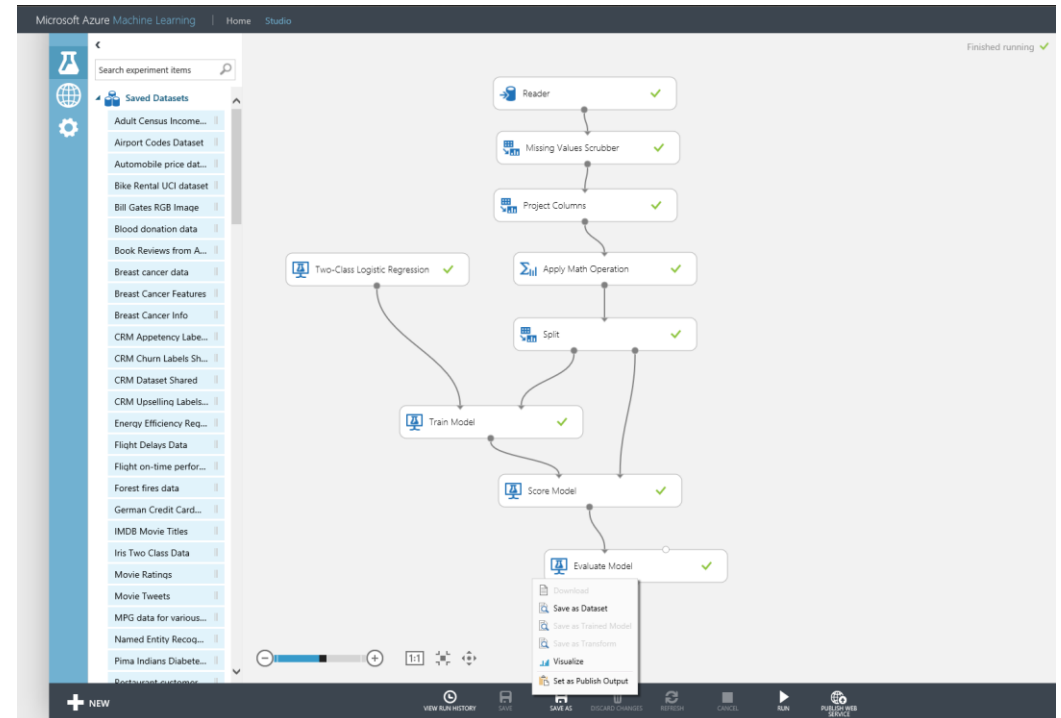 Microsoft Azure Machine Learning | Home Studio
Finished running
Search experiment items
Saved Datasets
Adult Census Income...
Airport Codes Dataset
Automobile price dat...
Bike Rental UCI dataset
Bill Gates RGB Image
Blood donation data
Book Reviews from A...
Breast cancer data
Breast Cancer Features
Breast Cancer Info
CRM Appetency Labe...
CRM Churn Labels Sh...
CRM Dataset Shared
CRM Upselling Labels...
Energy Efficiency Reg...
Flight Delays Data
Flight on-time perfor...
Forest fires data
German Credit Card...
IMDB Movie Titles
Iris Two Class Data
Movie Ratings
Movie Tweets
MPG data for various...
Named Entity Recog...
Pima Indians Diabete...
Restaurant customer
Reader
Missing Values Scrubber
Project Columns
Two-Class Logistic Regression
Apply Math Operation
Split
Train Model
Score Model
Evaluate Model
Download
Save as Dataset
Save as Trained Model
Save as Transform
Visualize
Set as Publish Output
1:1
NEW
VIEW RUN HISTORY
SAVE
SAVE AS
DISCARD CHANGES
REFRESH
CANCEL
RUN
PUBLISH WEB
SERVICE